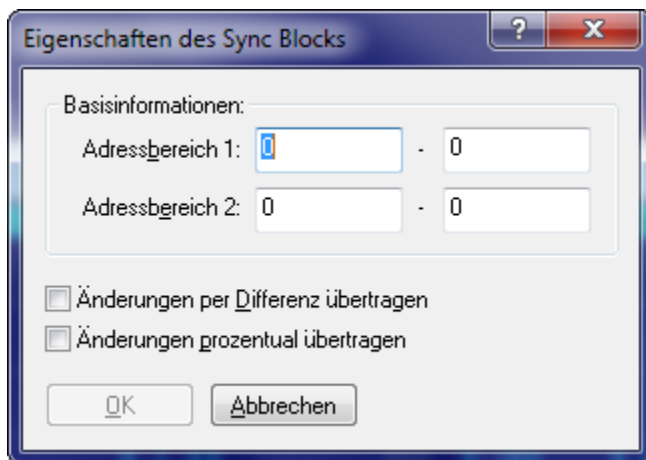 Eigenschaften des Sync Blocks ?
Basisinformationen:
Adressbereich 1: 0 - 0
Adressbereich 2: 0 - 0
Änderungen per Differenz übertragen
Änderungen prozentual übertragen
OK Abbrechen